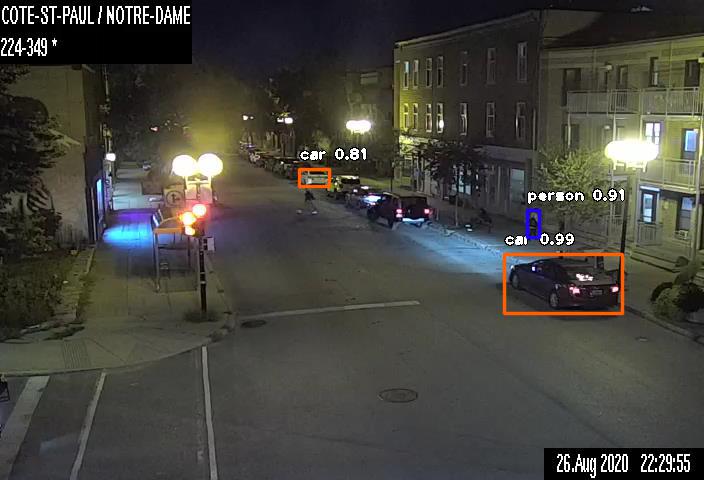 COTE-ST-PAUL / NOTRE-DAME
224-349 *
car 0.81
person 0.91
car 0.99
26.Aug 2020 22:29:55